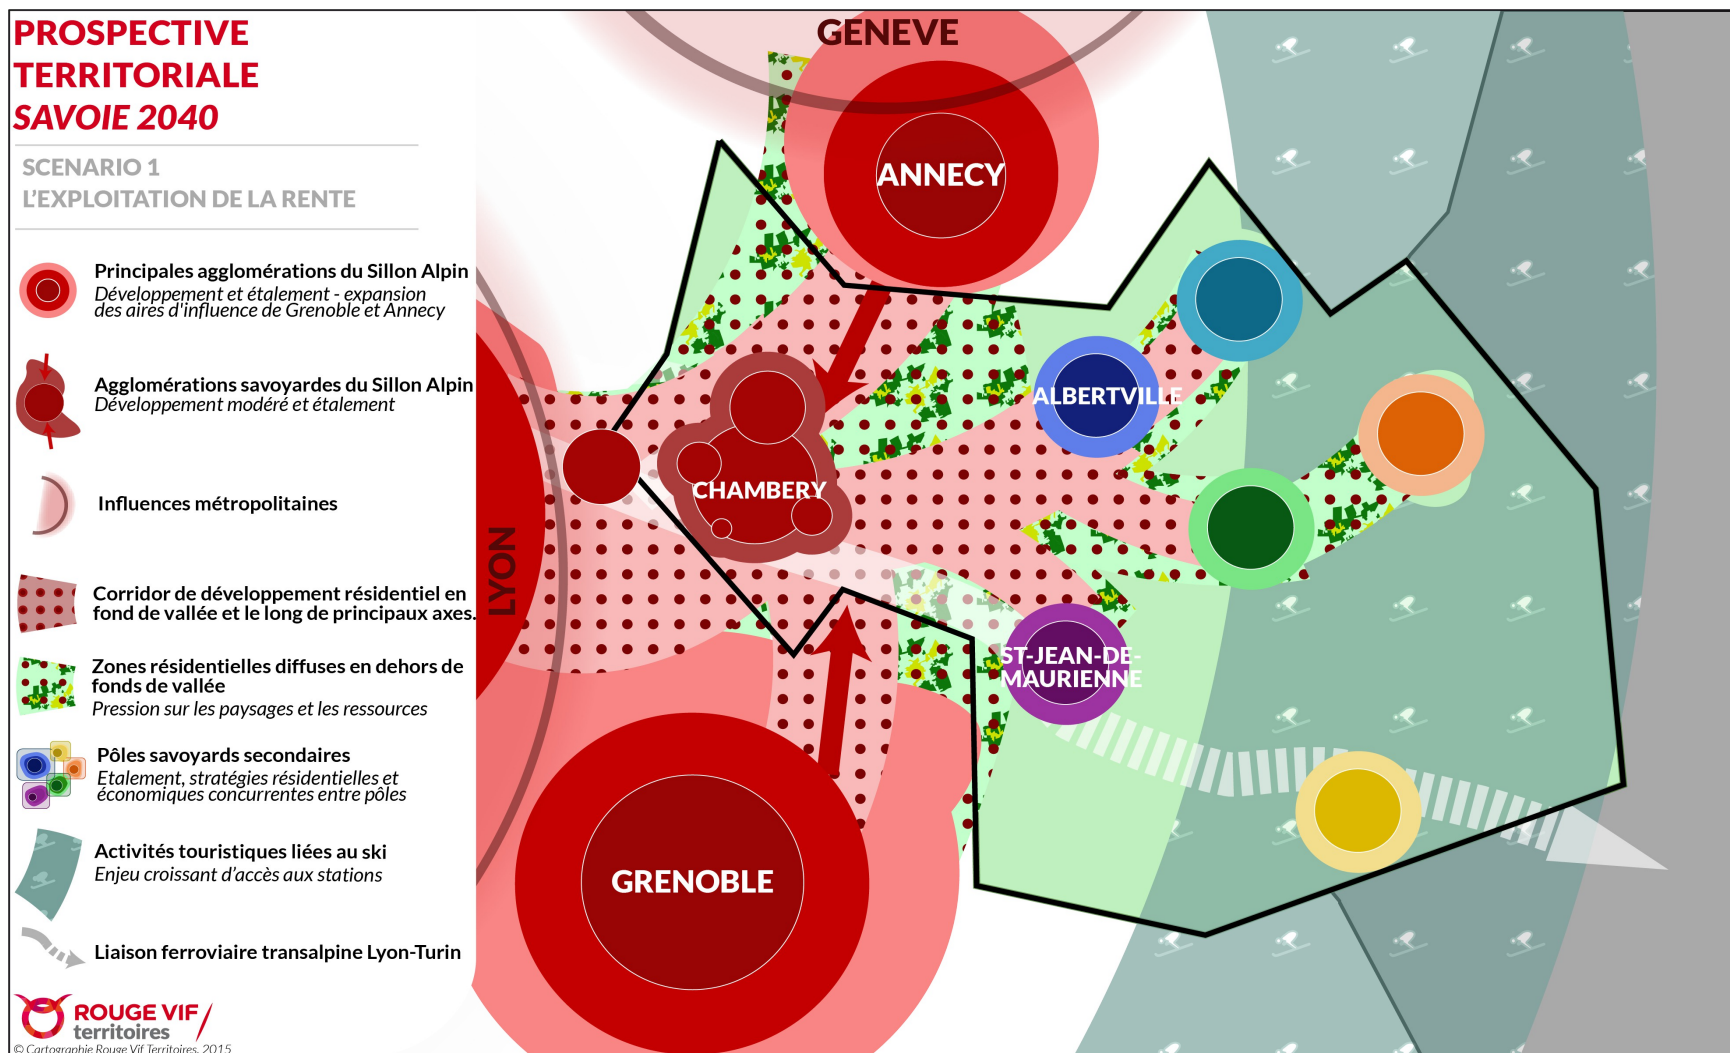 PROSPECTIVE
TERRITORIALE
SAVOIE 2040
SCENARIO 1
L'EXPLOITATION DE LA RENTE
Principales agglomérations du Sillon Alpin
Développement et étalement - expansion
des aires d'influence de Grenoble et Annecy
Agglomérations savoyardes du Sillon Alpin
Développement modéré et étalement
Influences métropolitaines
Corridor de développement résidentiel en
fond de vallée et le long de principaux axes.
Zones résidentielles diffuses en dehors de
fonds de vallée
Pression sur les paysages et les ressources
Pôles savoyards secondaires
Etalement, stratégies résidentielles et
économiques concurrentes entre pôles
Activités touristiques liées au ski
Enjeu croissant d'accès aux stations
Liaison ferroviaire transalpine Lyon-Turin
ROUGE VIF
territoires
© Cartographie Rouge Vif Territoires, 2015
GENEVE
ANNECY
ALBERTVILLE
CHAMBERY
LYON
ST-JEAN-DE-
MAURIENNE
GRENOBLE